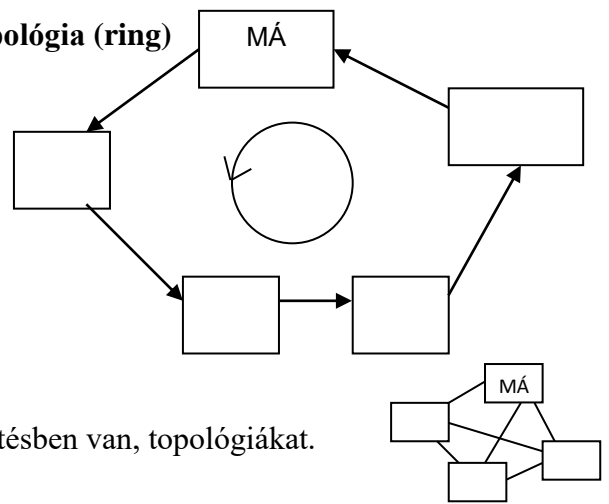 ológia (ring)
MÁ
MÁ
tésben van, topológiákat.